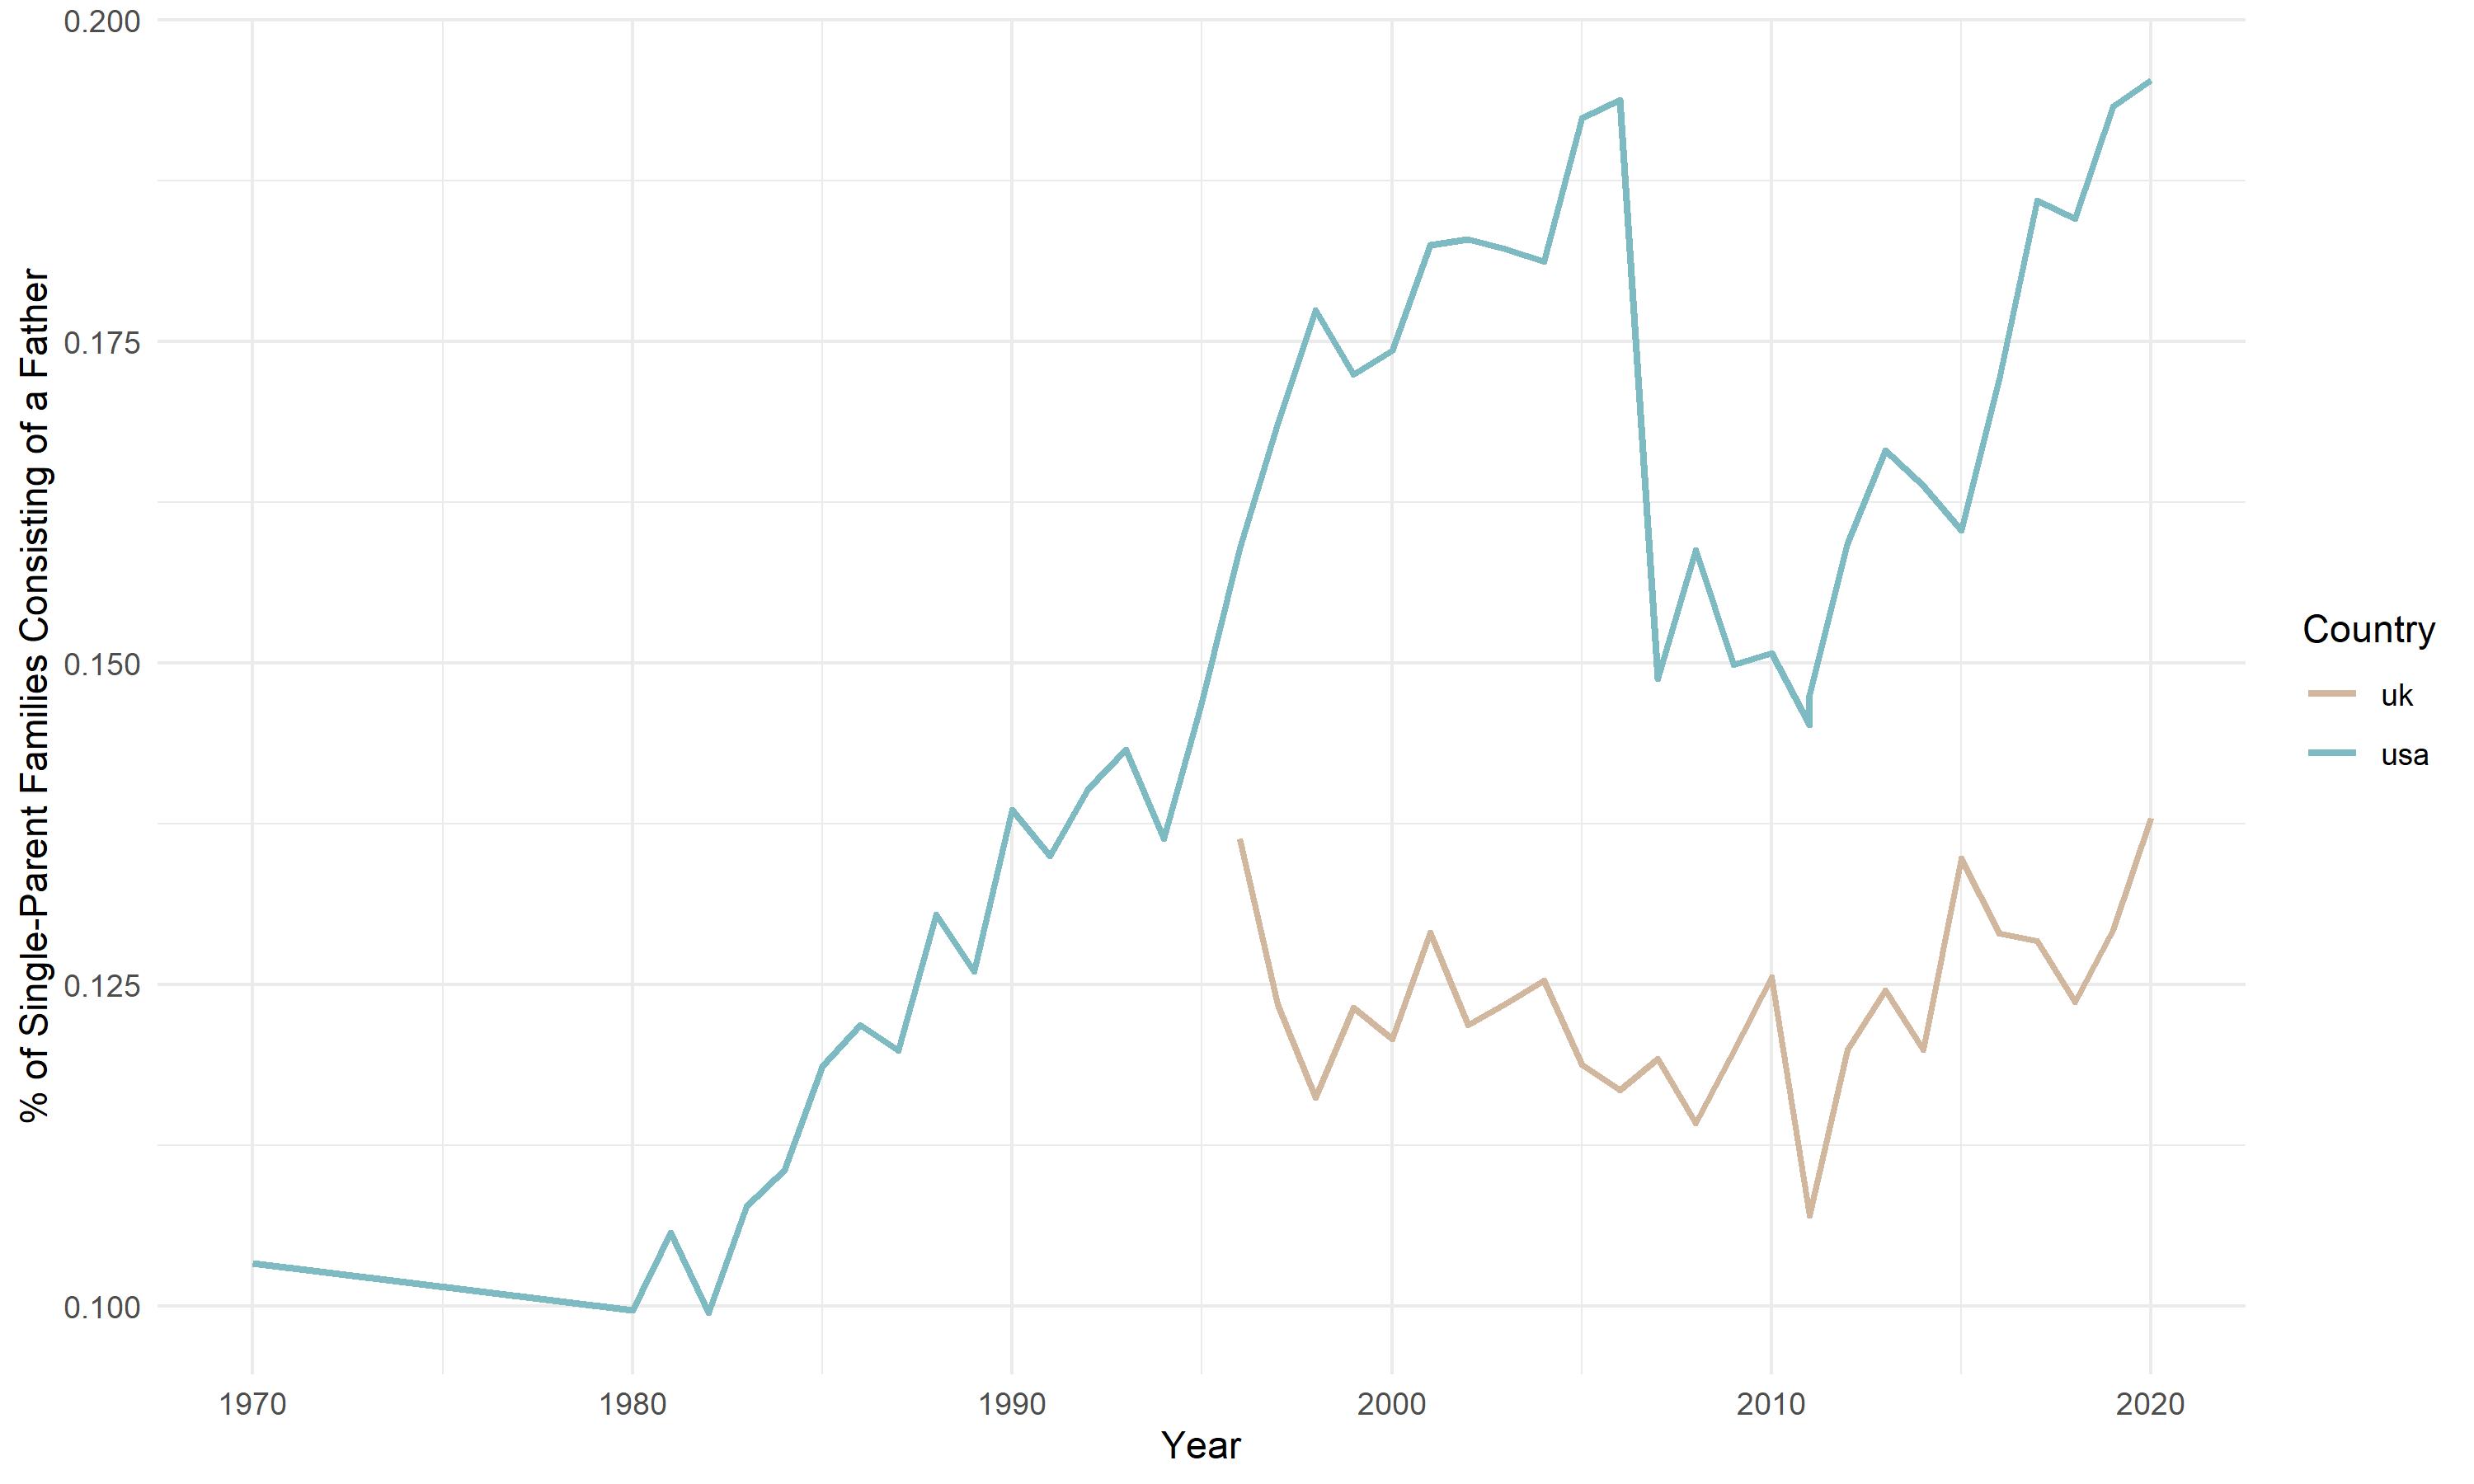 % of Single-Parent Families Consisting of a Father
0.200
0.175
0.150
0.125
0.100
1970 1980 1990 2000 2010 2020
Year
Country
uk
usa